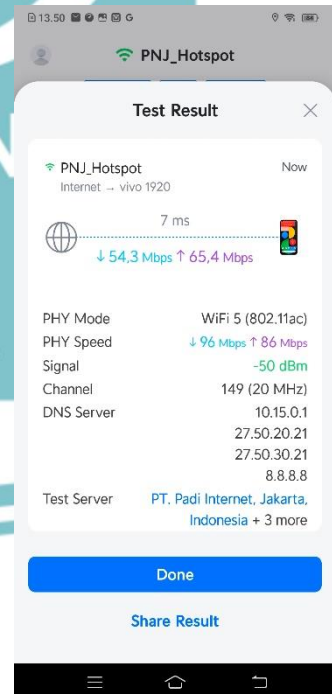 13.50 G
PNJ_Hotspot
Test Result
PNJ_Hotspot Now
Internet → vivo 1920
7 ms
↓ 54,3 Mbps ↑ 65,4 Mbps
PHY Mode WiFi 5 (802.11ac)
PHY Speed ↓ 96 Mbps ↑ 86 Mbps
Signal -50 dBm
Channel 149 (20 MHz)
DNS Server 10.15.0.1
27.50.20.21
27.50.30.21
8.8.8.8
Test Server PT. Padi Internet, Jakarta,
Indonesia + 3 more
Done
Share Result